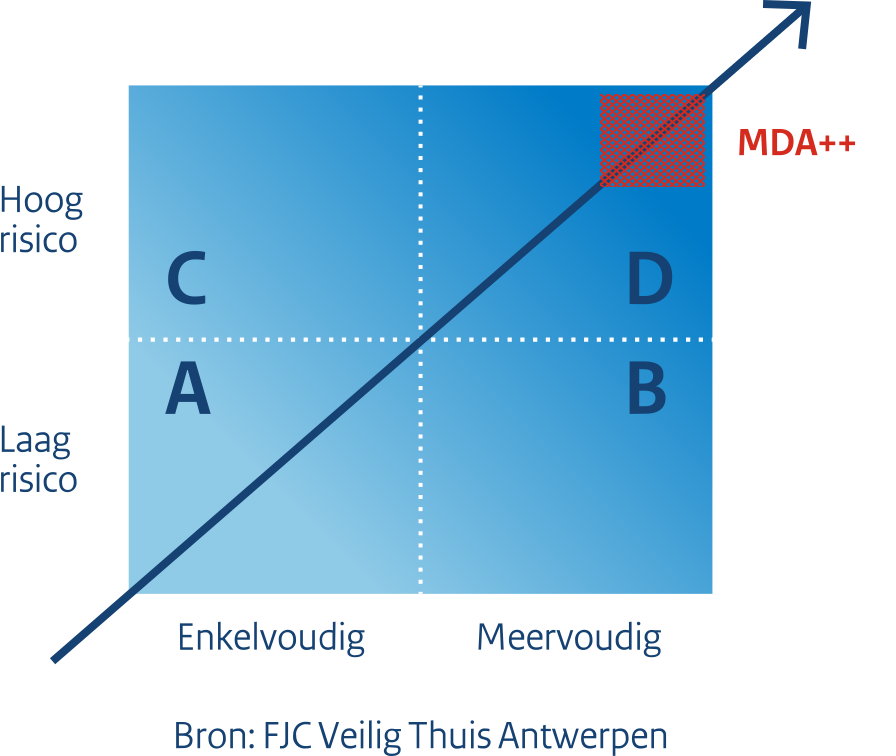 MDA++
Hoog
risico
C
D
A
B
Laag
risico
Enkelvoudig
Meervoudig
Bron: FJC Veilig Thuis Antwerpen